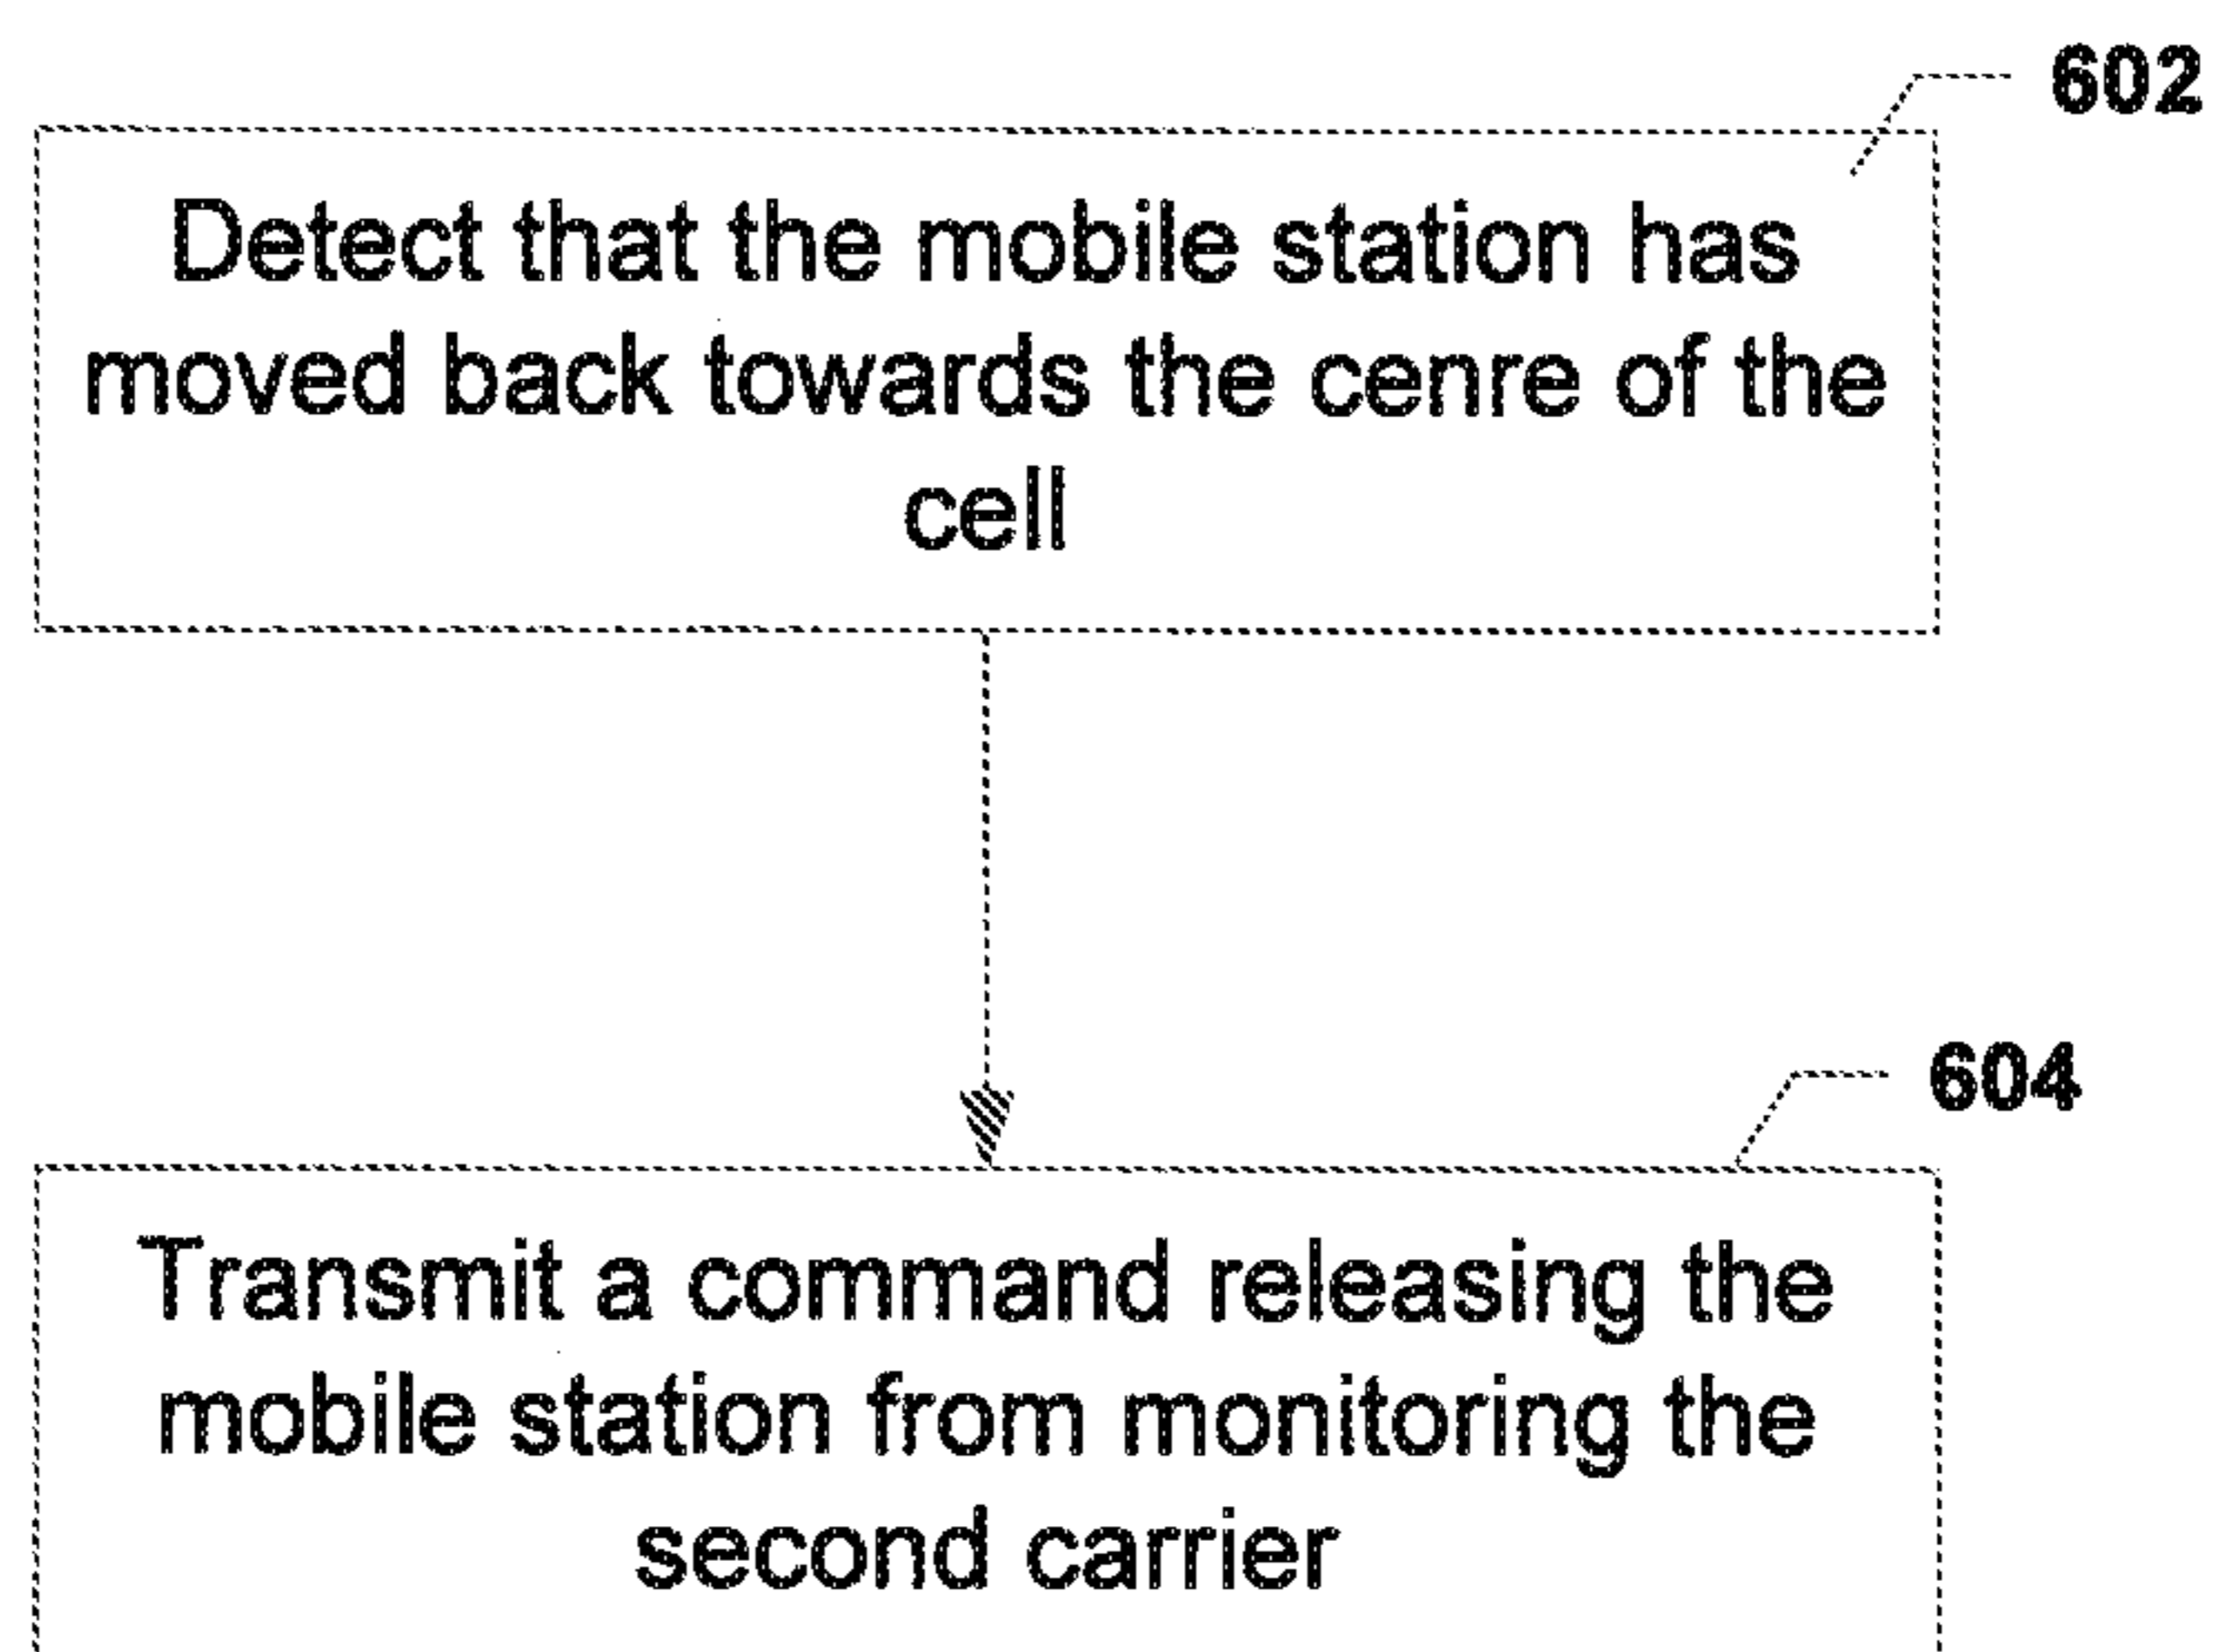 602
Detect that the mobile station has
moved back towards the cenre of the
cell
604
Transmit a command releasing the
mobile station from monitoring the
second carrier